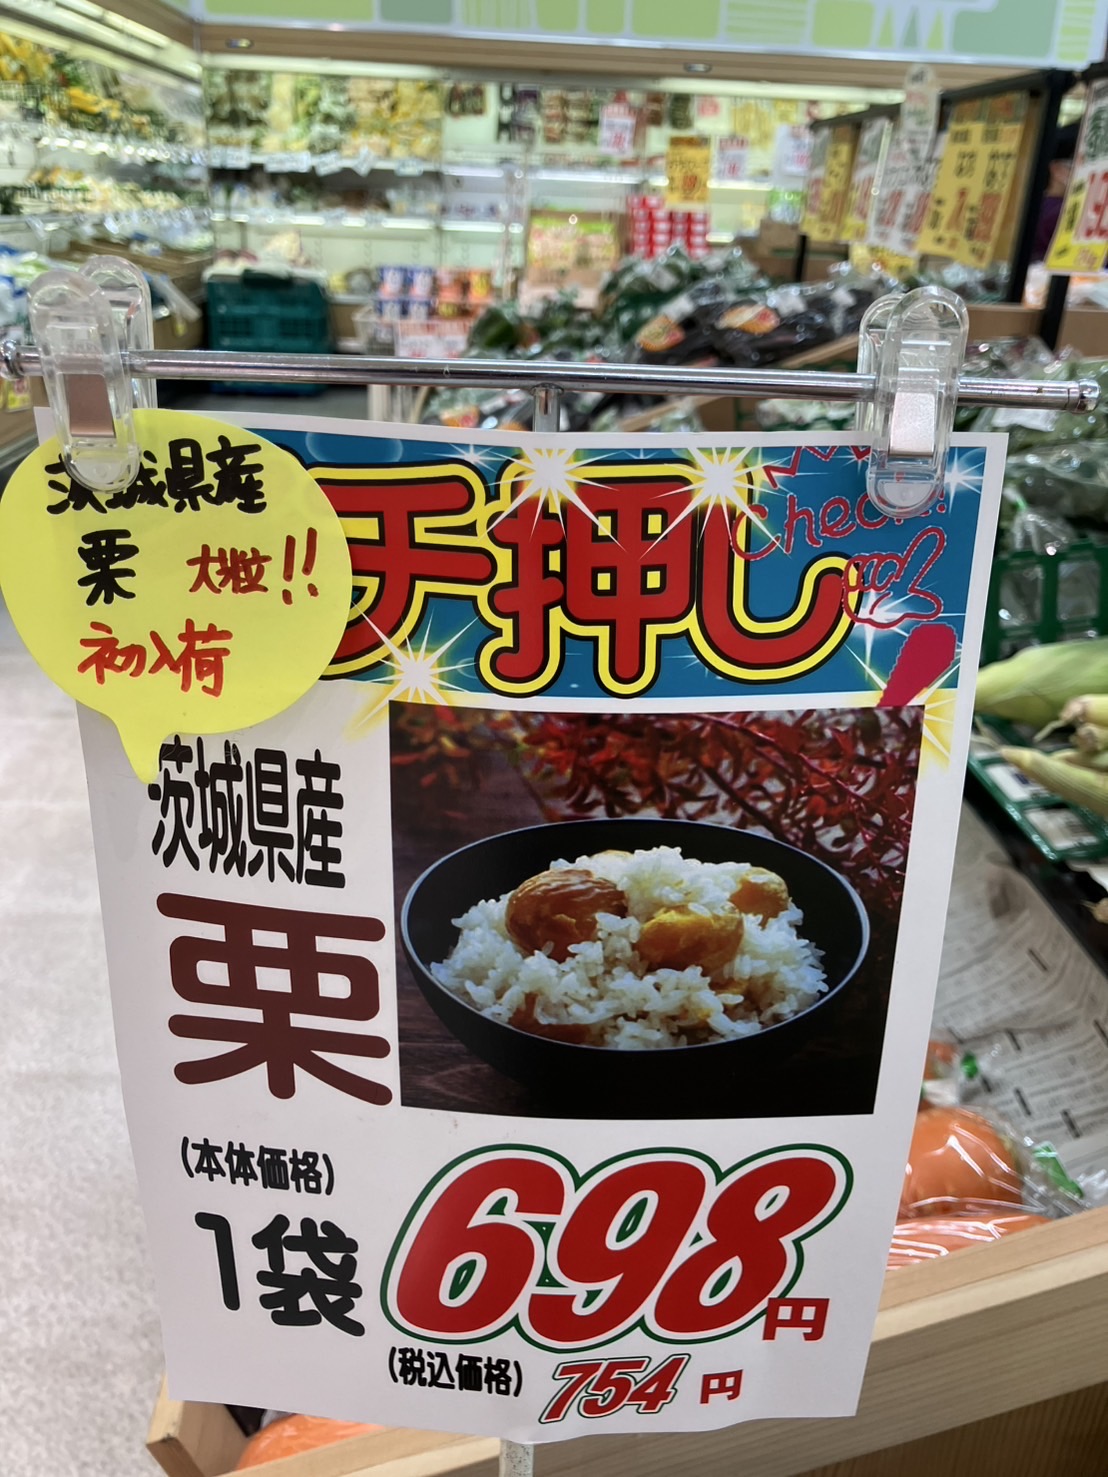 茨城県産
栗 大粒!!
初入荷
チ押し
Check!
茨城県産
栗
(本体価格)
1袋
698円
(税込価格) 754円